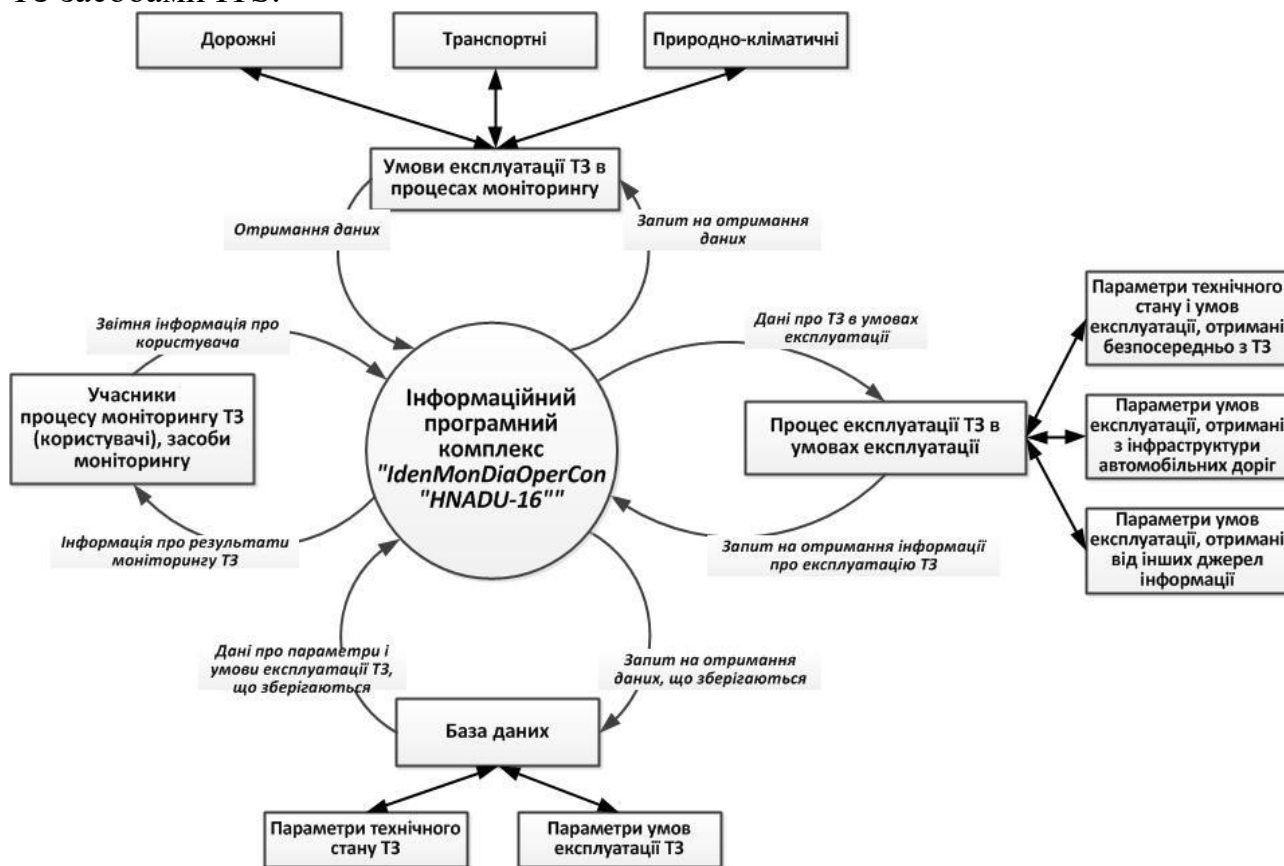 Дорожні
Транспортні
Природно-кліматичні
Умови експлуатації ТЗ в
процесах моніторингу
Отримання даних
Запит на отримання
даних
Звітня інформація про
користувача
Дані про ТЗ в умовах
експлуатації
Учасники
процесу моніторингу ТЗ
(користувачі), засоби
моніторингу
Інформаційний
програмний
комплекс
"IdenMonDiaOperCon
"HNADU-16""
Процес експлуатації ТЗ в
умовах експлуатації
Параметри технічного
стану і умов
експлуатації, отримані
безпосередньо з ТЗ
Параметри умов
експлуатації, отримані
з інфраструктури
автомобільних доріг
Параметри умов
експлуатації, отримані
від інших джерел
інформації
Інформація про результати
моніторингу ТЗ
Запит на отримання інформації
про експлуатацію ТЗ
Дані про параметри і
умови експлуатації ТЗ,
що зберігаються
Запит на отримання
даних, що зберігаються
База даних
Параметри технічного
стану ТЗ
Параметри умов
експлуатації ТЗ